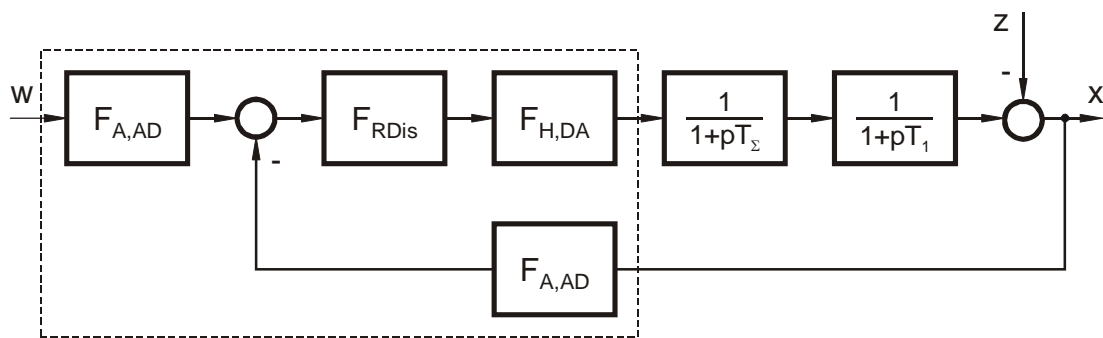 z
-
w
F_A,AD
F_RDis
F_H,DA
1
1+pT_Σ
1
1+pT_1
x
-
F_A,AD